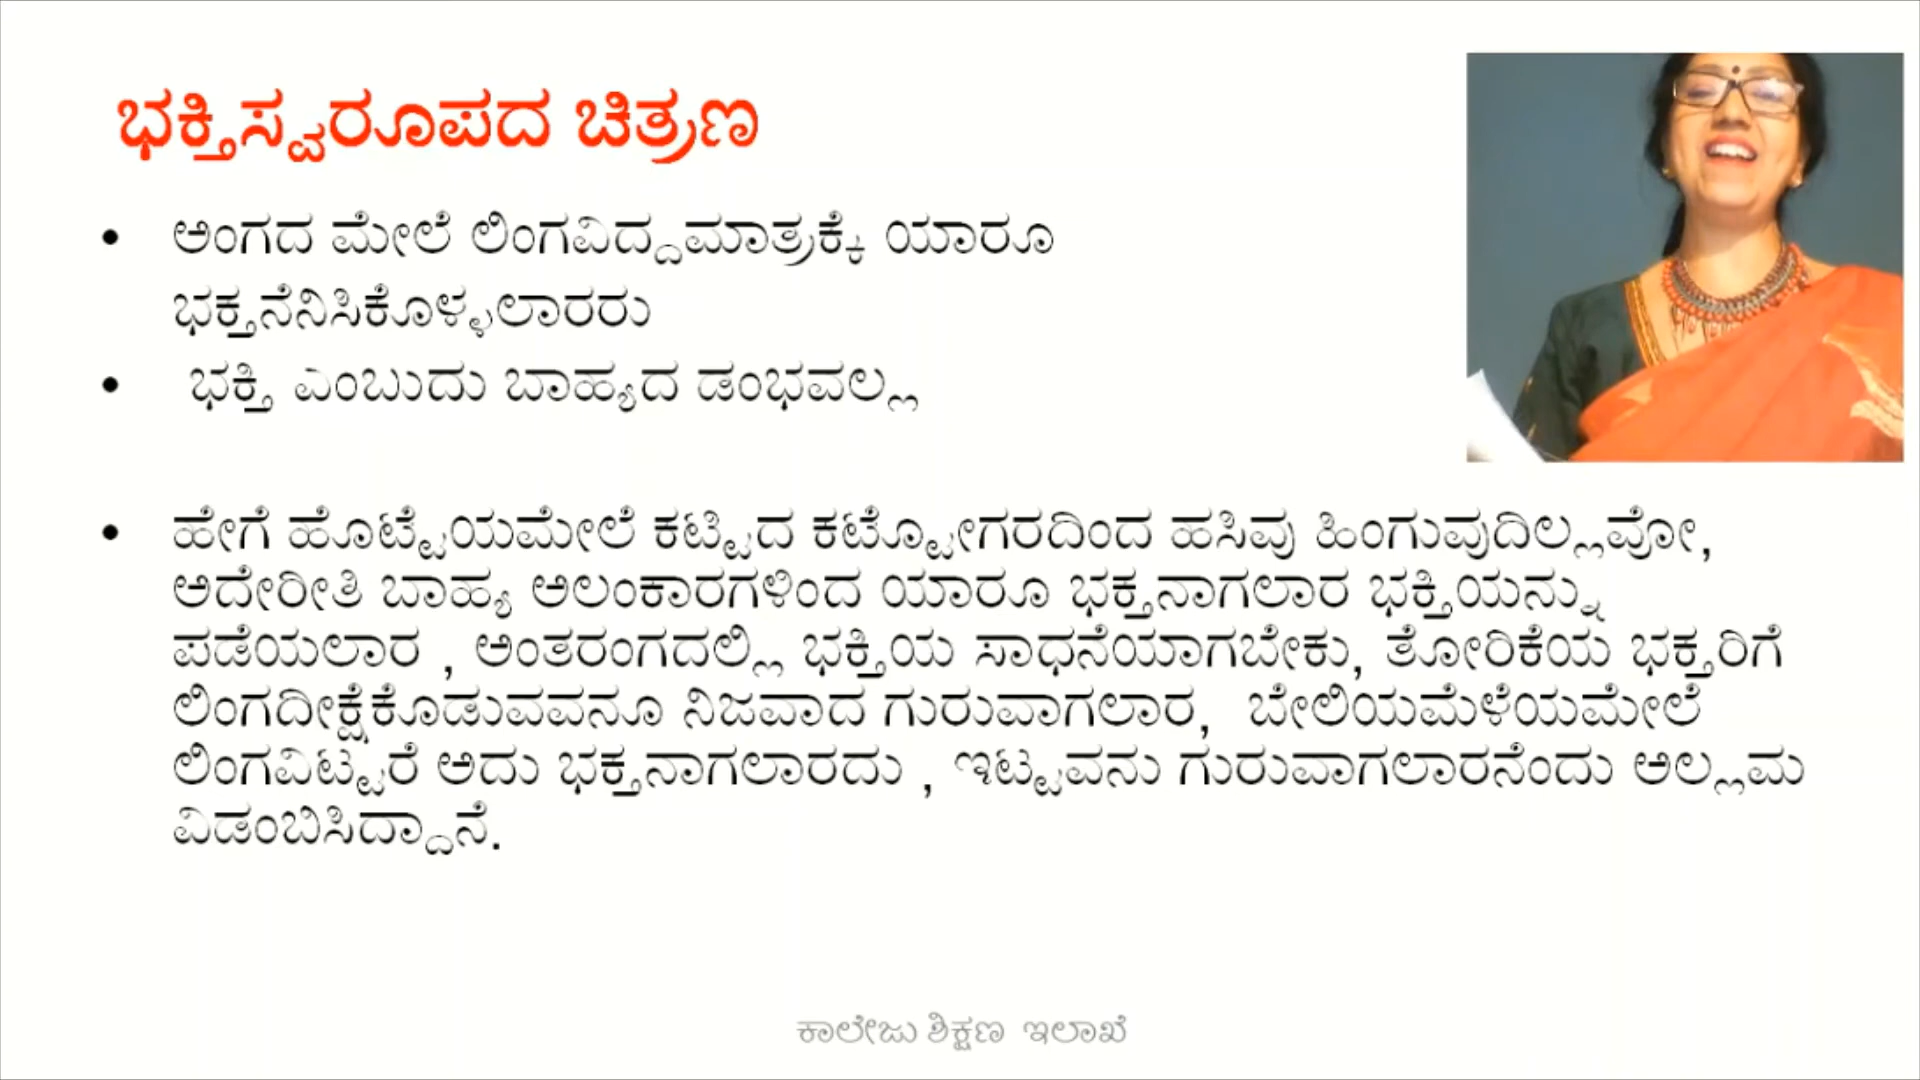 ಭಕ್ತಿಸ್ವರೂಪದ ಚಿತ್ರಣ
• ಅಂಗದ ಮೇಲೆ ಲಿಂಗವಿದ್ದಮಾತ್ರಕ್ಕೆ ಯಾರೂ
ಭಕ್ತನೆನಿಸಿಕೊಳ್ಳಲಾರರು
• ಭಕ್ತಿ ಎಂಬುದು ಬಾಹ್ಯದ ಡಂಭವಲ್ಲ
• ಹೇಗೆ ಹೊಟ್ಟೆಯಮೇಲೆ ಕಟ್ಟಿದ ಕಟ್ಟೋಗರದಿಂದ ಹಸಿವು ಹಿಂಗುವುದಿಲ್ಲವೋ,
ಅದೇರೀತಿ ಬಾಹ್ಯ ಅಲಂಕಾರಗಳಿಂದ ಯಾರೂ ಭಕ್ತನಾಗಲಾರ ಭಕ್ತಿಯನ್ನು
ಪಡೆಯಲಾರ , ಅಂತರಂಗದಲ್ಲಿ ಭಕ್ತಿಯ ಸಾಧನೆಯಾಗಬೇಕು, ತೋರಿಕೆಯ ಭಕ್ತರಿಗೆ
ಲಿಂಗದೀಕ್ಷೆಕೊಡುವವನೂ ನಿಜವಾದ ಗುರುವಾಗಲಾರ, ಬೇಲಿಯಮೆಳೆಯಮೇಲೆ
ಲಿಂಗವಿಟ್ಟರೆ ಅದು ಭಕ್ತನಾಗಲಾರದು , ಇಟ್ಟವನು ಗುರುವಾಗಲಾರನೆಂದು ಅಲ್ಲಮ
ವಿಡಂಬಿಸಿದ್ದಾನೆ.
ಕಾಲೇಜು ಶಿಕ್ಷಣ ಇಲಾಖೆ